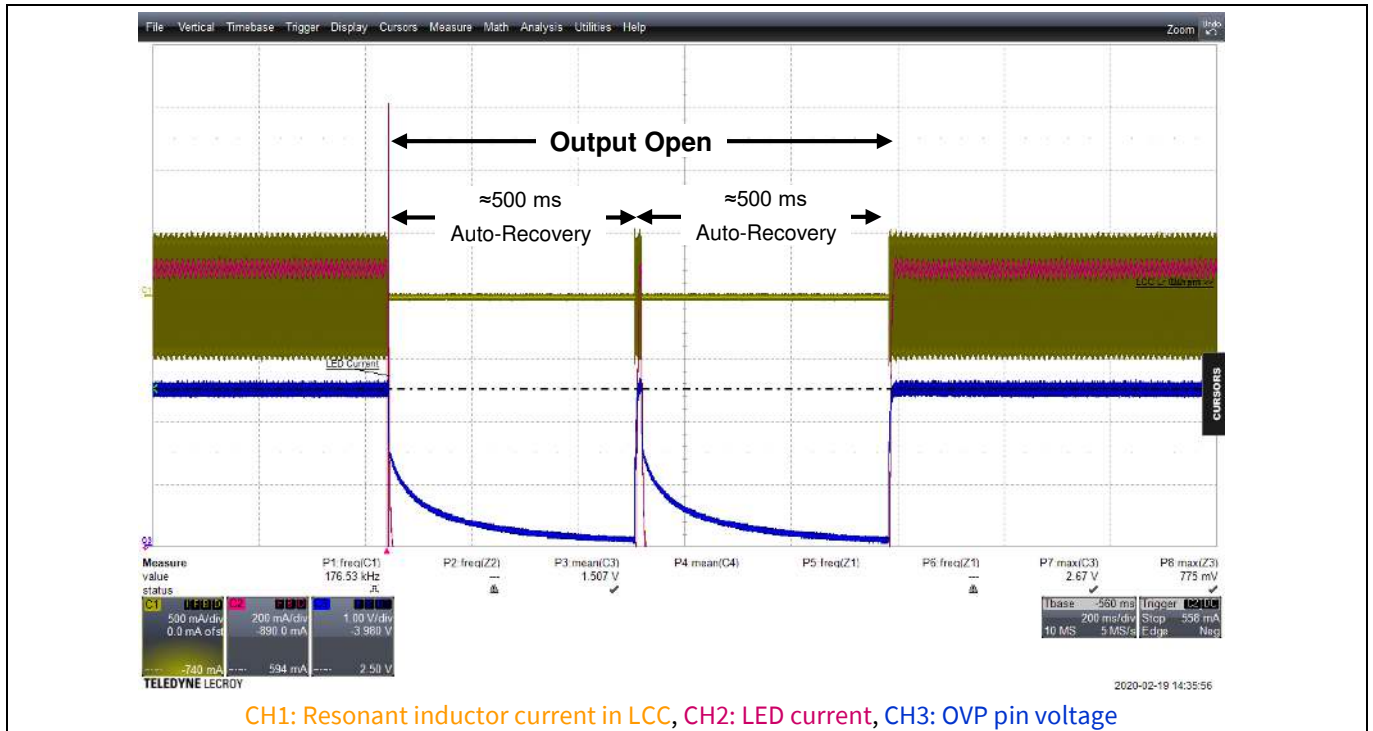 File Vertical Timebase Trigger Display Cursors Measure Math Analysis Utilities Help
Zoom Undo
Output Open
≈500 ms
Auto-Recovery
≈500 ms
Auto-Recovery
C1
LED Current
CURSORS
C3
Measure P1:freq(C1) P2:freq(Z2) P3:mean(C3) P4:mean(C4) P5:freq(Z1) P6:freq(Z1) P7:max(C3) P8:max(Z3)
value 176.53 kHz --- 1.507 V --- 2.67 V 775 mV
status
C1
500 mA/div
0.0 mA ofst
-740 mA
C2
200 mA/div
-890.0 mA
594 mA
1.00 V/div
-3.980 V
2.50 V
Tbase -560 ms
200 ms/div
10 MS 5 MS/s
Trigger C2 DC
Stop 558 mA
Edge Neg
TELEDYNE LECROY
2020-02-19 14:35:56
CH1: Resonant inductor current in LCC, CH2: LED current, CH3: OVP pin voltage